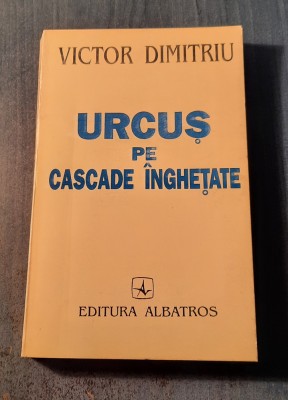 VICTOR DIMITRIU
URCUȘ
PE
CASCADE ÎNGHEȚATE
EDITURA ALBATROS